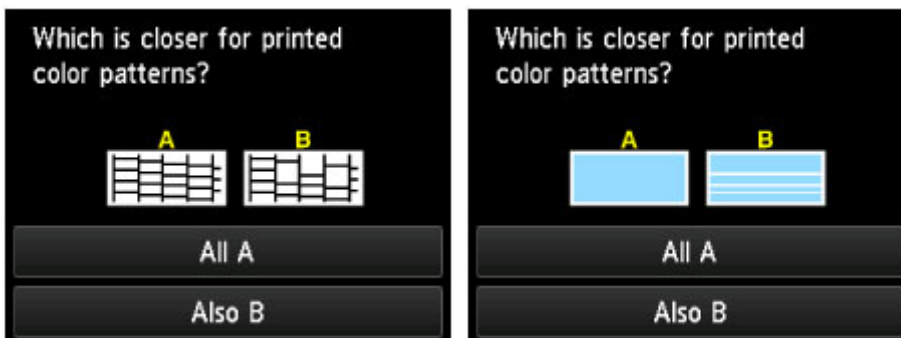 Which is closer for printed
color patterns?
A B
All A
Also B
Which is closer for printed
color patterns?
A B
All A
Also B